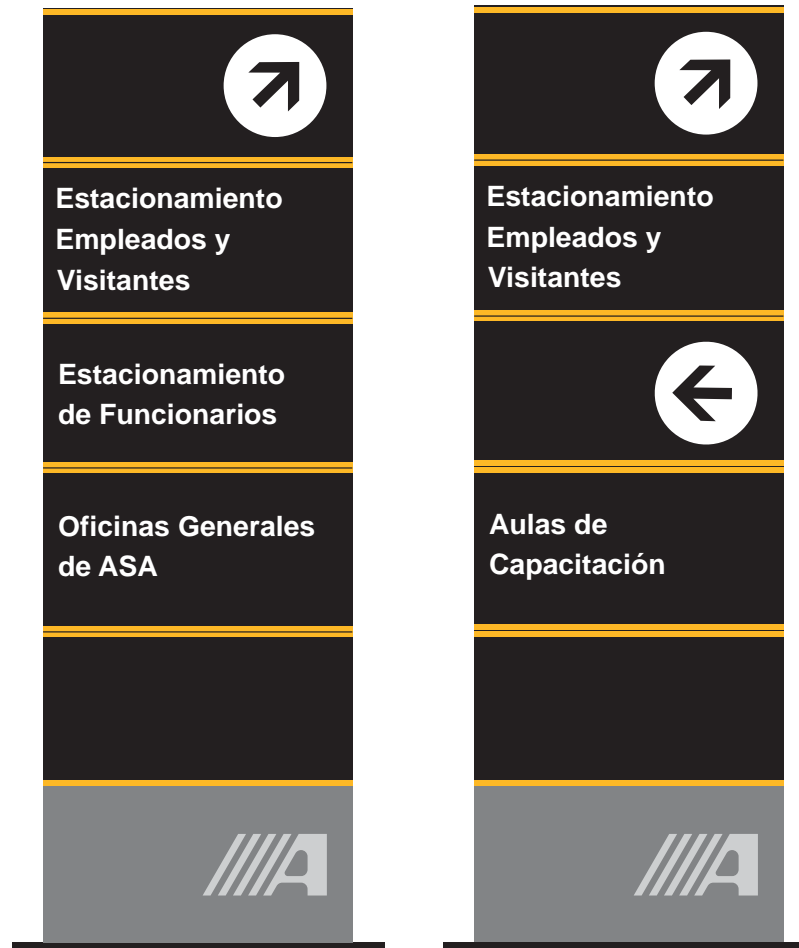 Estacionamiento
Empleados y
Visitantes
Estacionamiento
de Funcionarios
Oficinas Generales
de ASA
Estacionamiento
Empleados y
Visitantes
Aulas de
Capacitación